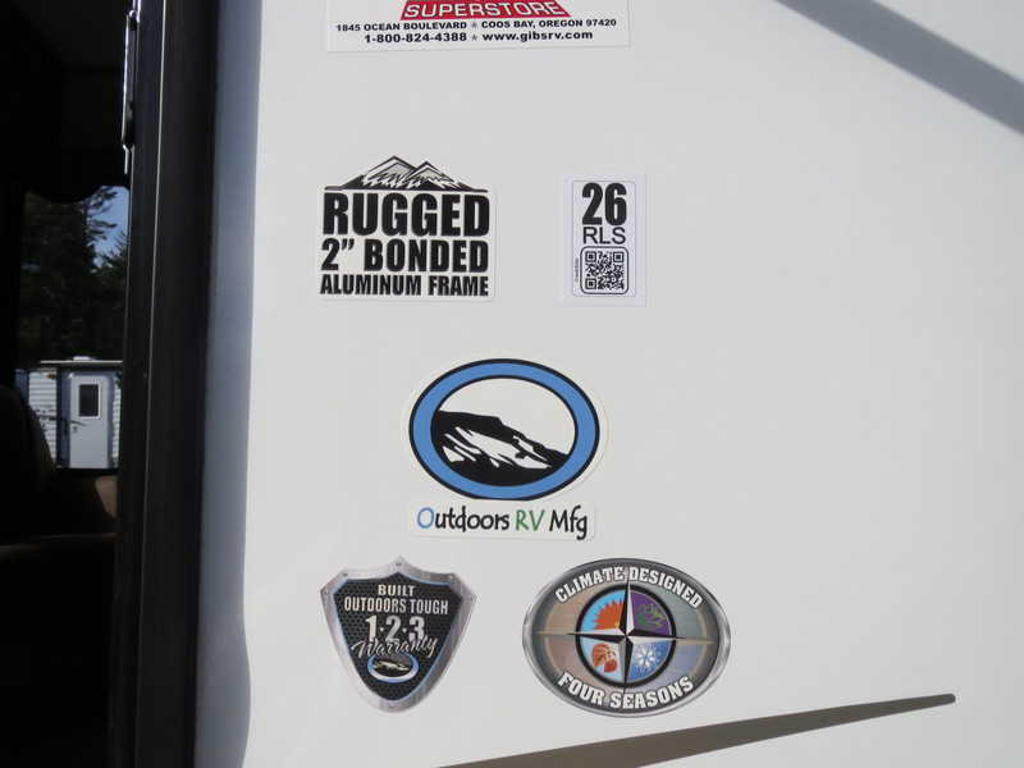 SUPERSTORE
1845 OCEAN BOULEVARD ★ COOS BAY, OREGON 97420
1-800-824-4388 ★ www.gibsrv.com
RUGGED
2” BONDED
ALUMINUM FRAME
26
RLS
Outdoors RV Mfg
BUILT
OUTDOORS TOUGH
1·2·3
Warranty
CLIMATE DESIGNED
FOUR SEASONS